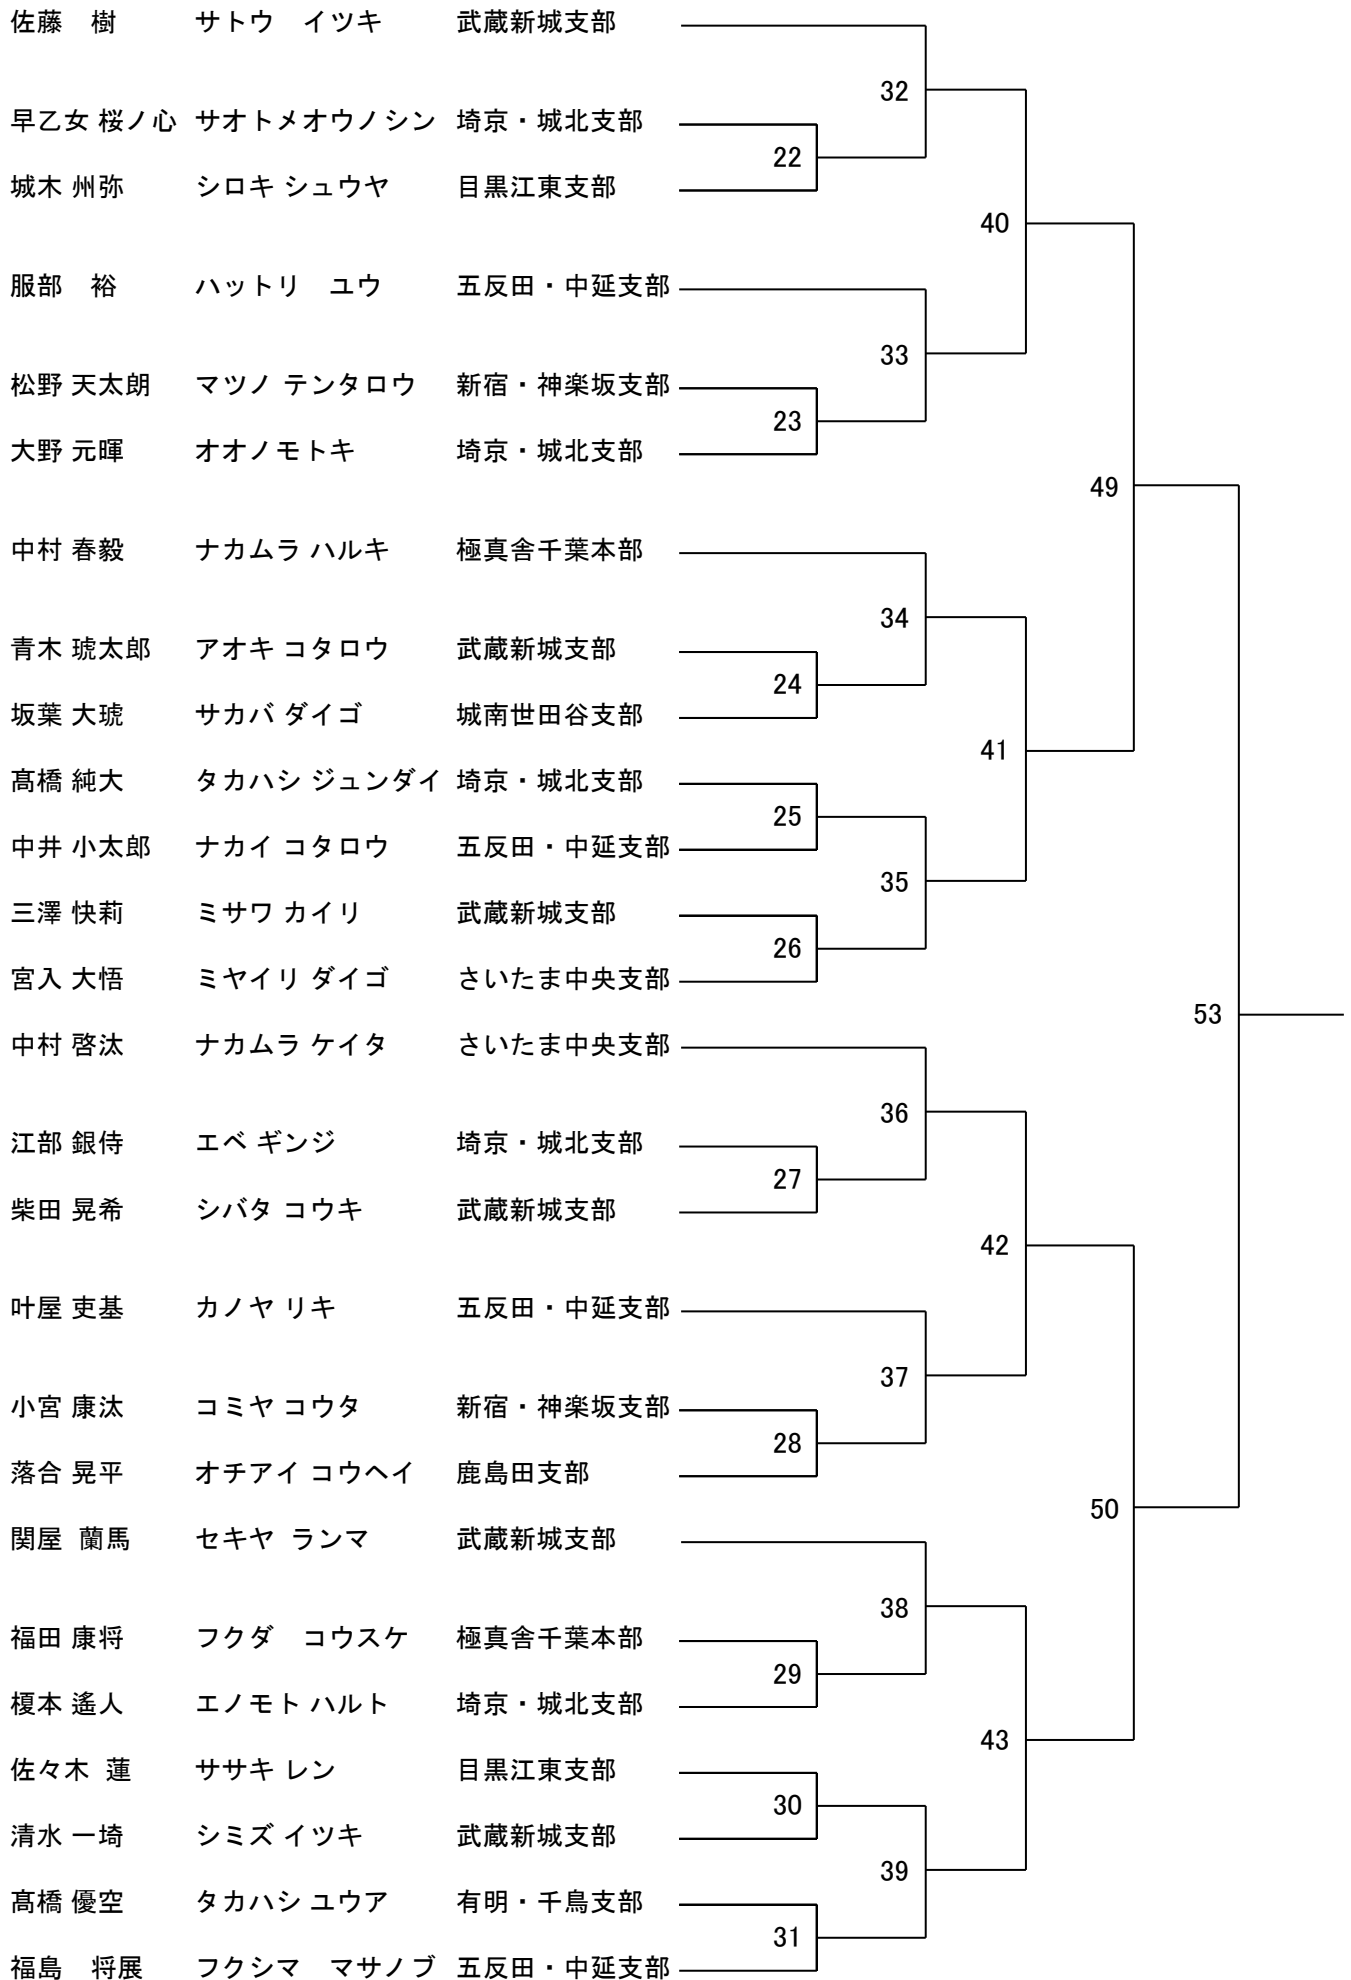 佐藤　樹 サトウ　イツキ 武蔵新城支部
32
早乙女 桜ノ心 サオトメオウノシン 埼京・城北支部
22
城木 州弥 シロキ シュウヤ 目黒江東支部
40
服部　裕 ハットリ　ユウ 五反田・中延支部
33
松野 天太朗 マツノ テンタロウ 新宿・神楽坂支部
23
大野 元暉 オオノモトキ 埼京・城北支部
49
中村 春毅 ナカムラ ハルキ 極真舎千葉本部
34
青木 琥太郎 アオキ コタロウ 武蔵新城支部
24
坂葉 大琥 サカバ ダイゴ 城南世田谷支部
41
髙橋 純大 タカハシ ジュンダイ 埼京・城北支部
25
中井 小太郎 ナカイ コタロウ 五反田・中延支部
35
三澤 快莉 ミサワ カイリ 武蔵新城支部
26
宮入 大悟 ミヤイリ ダイゴ さいたま中央支部
53
中村 啓汰 ナカムラ ケイタ さいたま中央支部
36
江部 銀侍 エベ ギンジ 埼京・城北支部
27
柴田 晃希 シバタ コウキ 武蔵新城支部
42
叶屋 吏基 カノヤ リキ 五反田・中延支部
37
小宮 康汰 コミヤ コウタ 新宿・神楽坂支部
28
落合 晃平 オチアイ コウヘイ 鹿島田支部
50
関屋 蘭馬 セキヤ ランマ 武蔵新城支部
38
福田 康将 フクダ　コウスケ 極真舎千葉本部
29
榎本 遙人 エノモト ハルト 埼京・城北支部
43
佐々木 蓮 ササキ レン 目黒江東支部
30
清水 一埼 シミズ イツキ 武蔵新城支部
39
髙橋 優空 タカハシ ユウア 有明・千鳥支部
31
福島　将展 フクシマ　マサノブ 五反田・中延支部